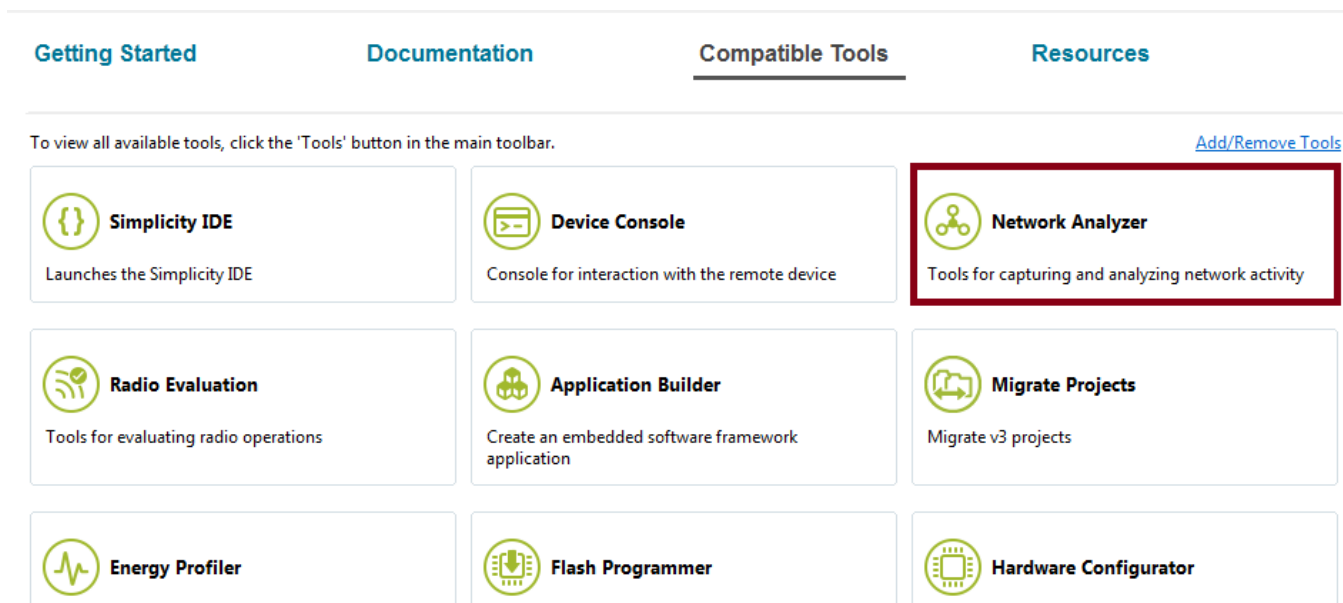 Getting Started
Documentation
Compatible Tools
Resources
To view all available tools, click the 'Tools' button in the main toolbar.
Add/Remove Tools
Simplicity IDE
Launches the Simplicity IDE
Device Console
Console for interaction with the remote device
Network Analyzer
Tools for capturing and analyzing network activity
Radio Evaluation
Tools for evaluating radio operations
Application Builder
Create an embedded software framework
application
Migrate Projects
Migrate v3 projects
Energy Profiler
Flash Programmer
Hardware Configurator